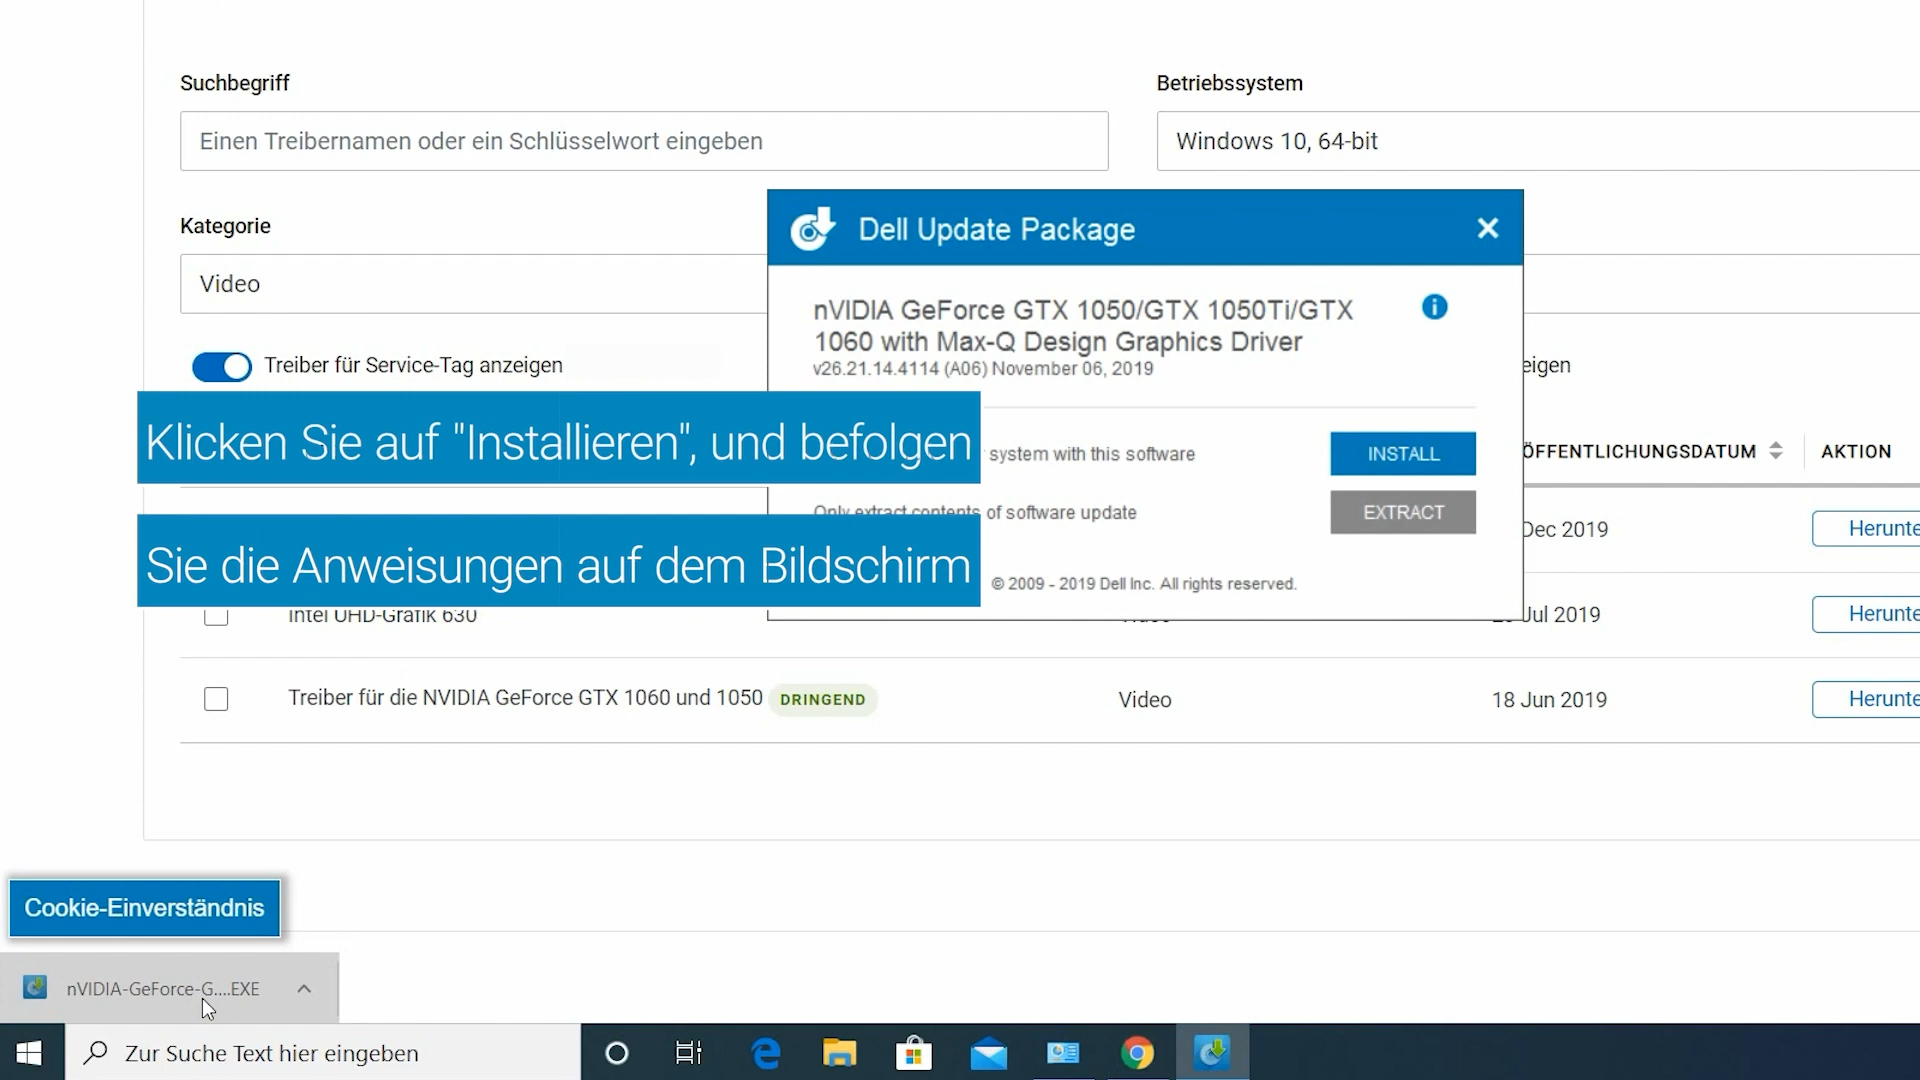 Suchbegriff
Betriebssystem
Einen Treibernamen oder ein Schlüsselwort eingeben
Windows 10, 64-bit
Kategorie
Video
Dell Update Package
nVIDIA GeForce GTX 1050/GTX 1050Ti/GTX
1060 with Max-Q Design Graphics Driver
v26.21.14.4114 (A06) November 06, 2019
Treiber für Service-Tag anzeigen
eigen
Klicken Sie auf "Installieren", und befolgen
Sie die Anweisungen auf dem Bildschirm
system with this software
INSTALL
Only extract contents of software update
EXTRACT
© 2009 - 2019 Dell Inc. All rights reserved.
ÖFFENTLICHUNGSDATUM
AKTION
Dec 2019
Herunte
Intel UHD-Grafik 630
Jul 2019
Herunte
Treiber für die NVIDIA GeForce GTX 1060 und 1050
DRINGEND
Video
18 Jun 2019
Herunte
Cookie-Einverständnis
nVIDIA-GeForce-G....EXE
Zur Suche Text hier eingeben